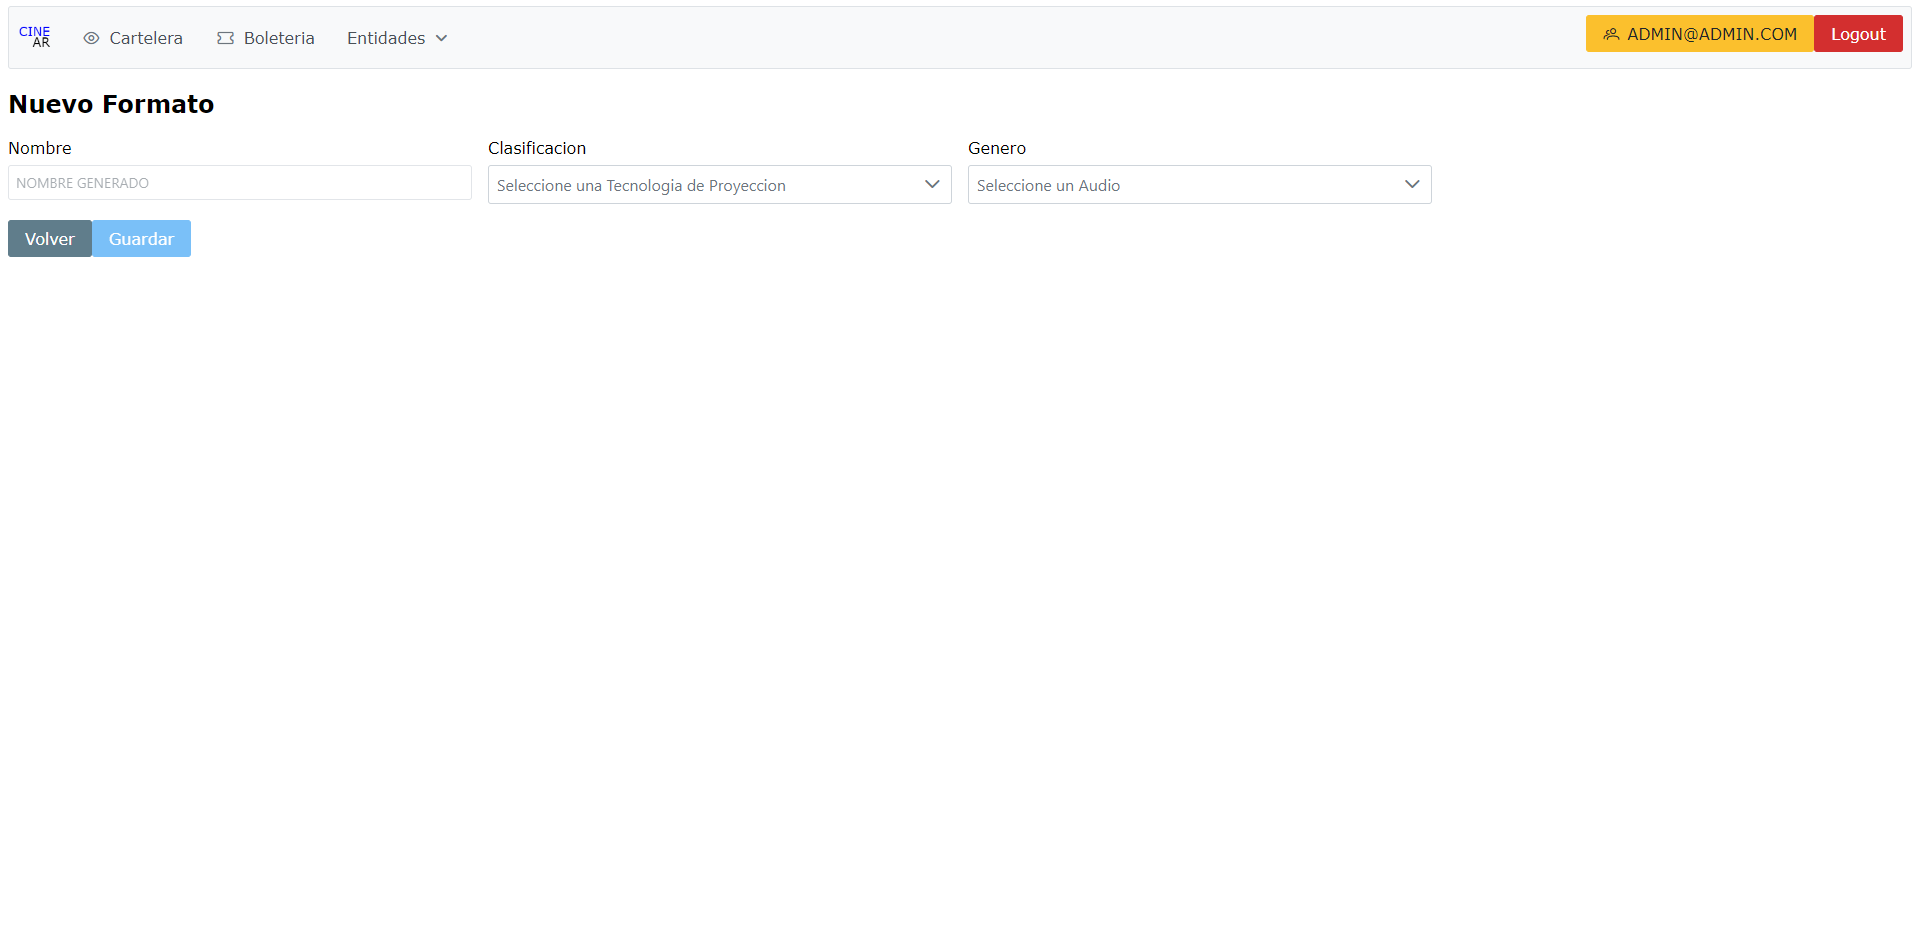 CINE
AR
Cartelera Boleteria Entidades ADMIN@ADMIN.COM Logout
Nuevo Formato
Nombre Clasificacion Genero
NOMBRE GENERADO Seleccione una Tecnologia de Proyeccion Seleccione un Audio
Volver Guardar